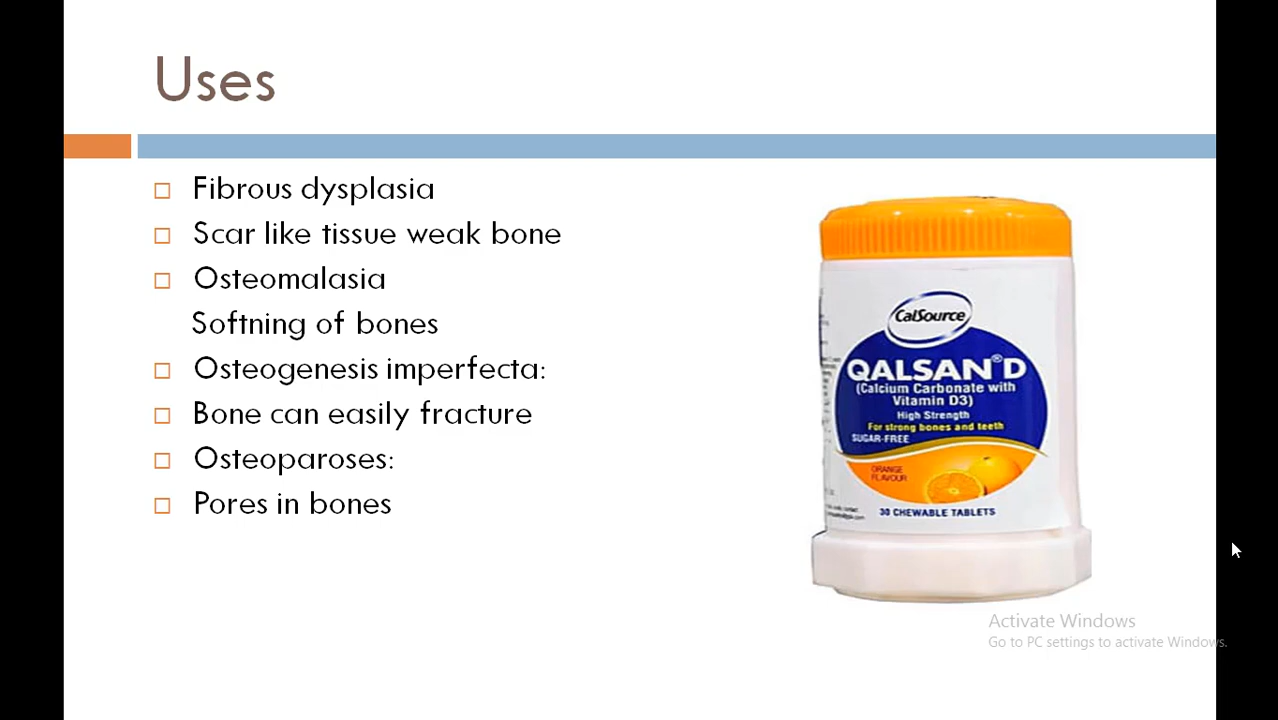 Uses
Fibrous dysplasia
Scar like tissue weak bone
Osteomalasia
Softning of bones
Osteogenesis imperfecta:
Bone can easily fracture
Osteoparoses:
Pores in bones
CalSource
QALSAN® D
(Calcium Carbonate with
Vitamin D3)
High Strength
For strong bones and teeth
SUGAR-FREE
ORANGE
FLAVOUR
30 CHEWABLE TABLETS
Activate Windows
Go to PC settings to activate Windows.